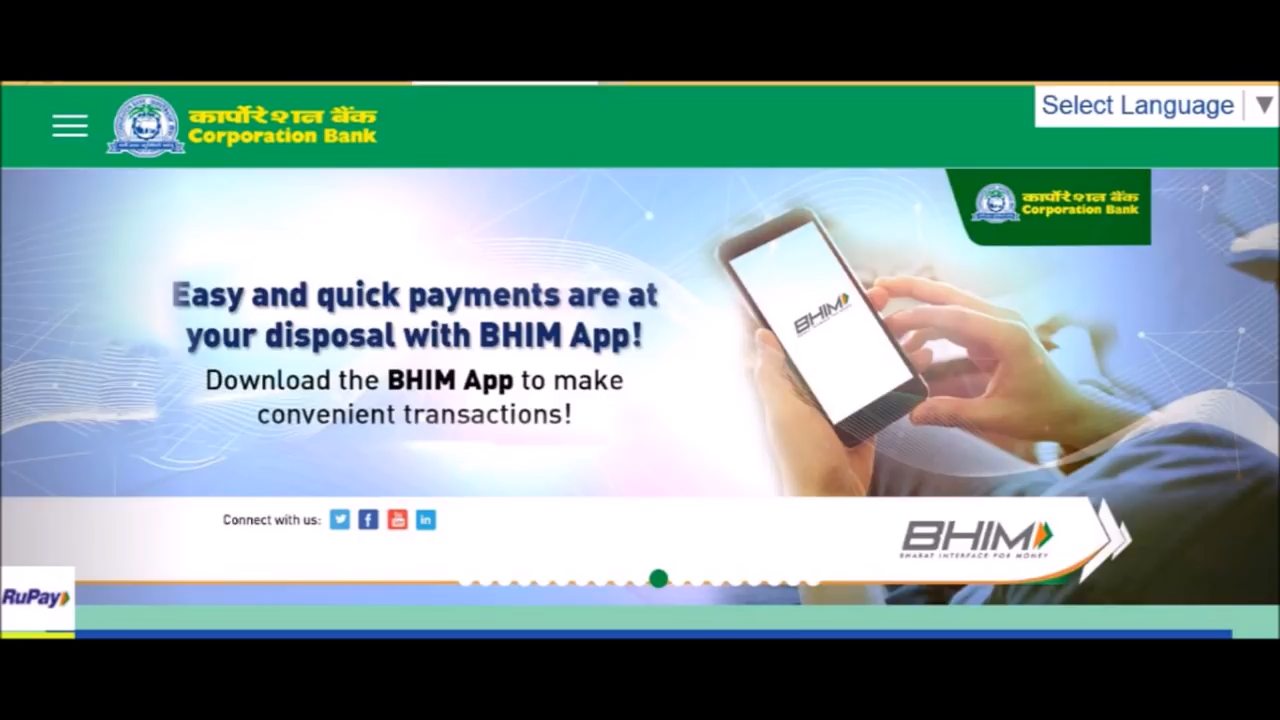 कार्पोरेशन बैंक
Corporation Bank
Select Language
कार्पोरेशन बैंक
Corporation Bank
BHIM
Easy and quick payments are at
your disposal with BHIM App!
Download the BHIM App to make
convenient transactions!
Connect with us:
in
BHIM
BHARAT INTERFACE FOR MONEY
RuPay